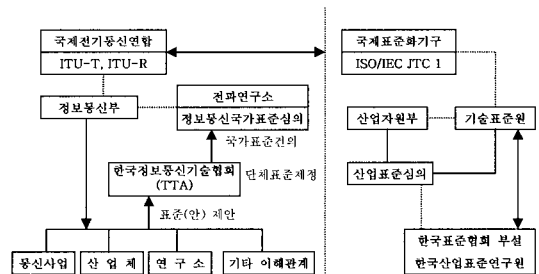 국제전기통신연합
ITU-T, ITU-R
국제표준화기구
ISO/IEC JTC 1
정보통신부
전파연구소
정보통신국가표준심의
국가표준건의
산업자원부
기술표준원
한국정보통신기술협회
(TTA)
단체표준제정
산업표준심의
표준(안) 제안
통신사업
산 업 체
연 구 소
기타 이해관계
한국표준협회 부설
한국산업표준연구원